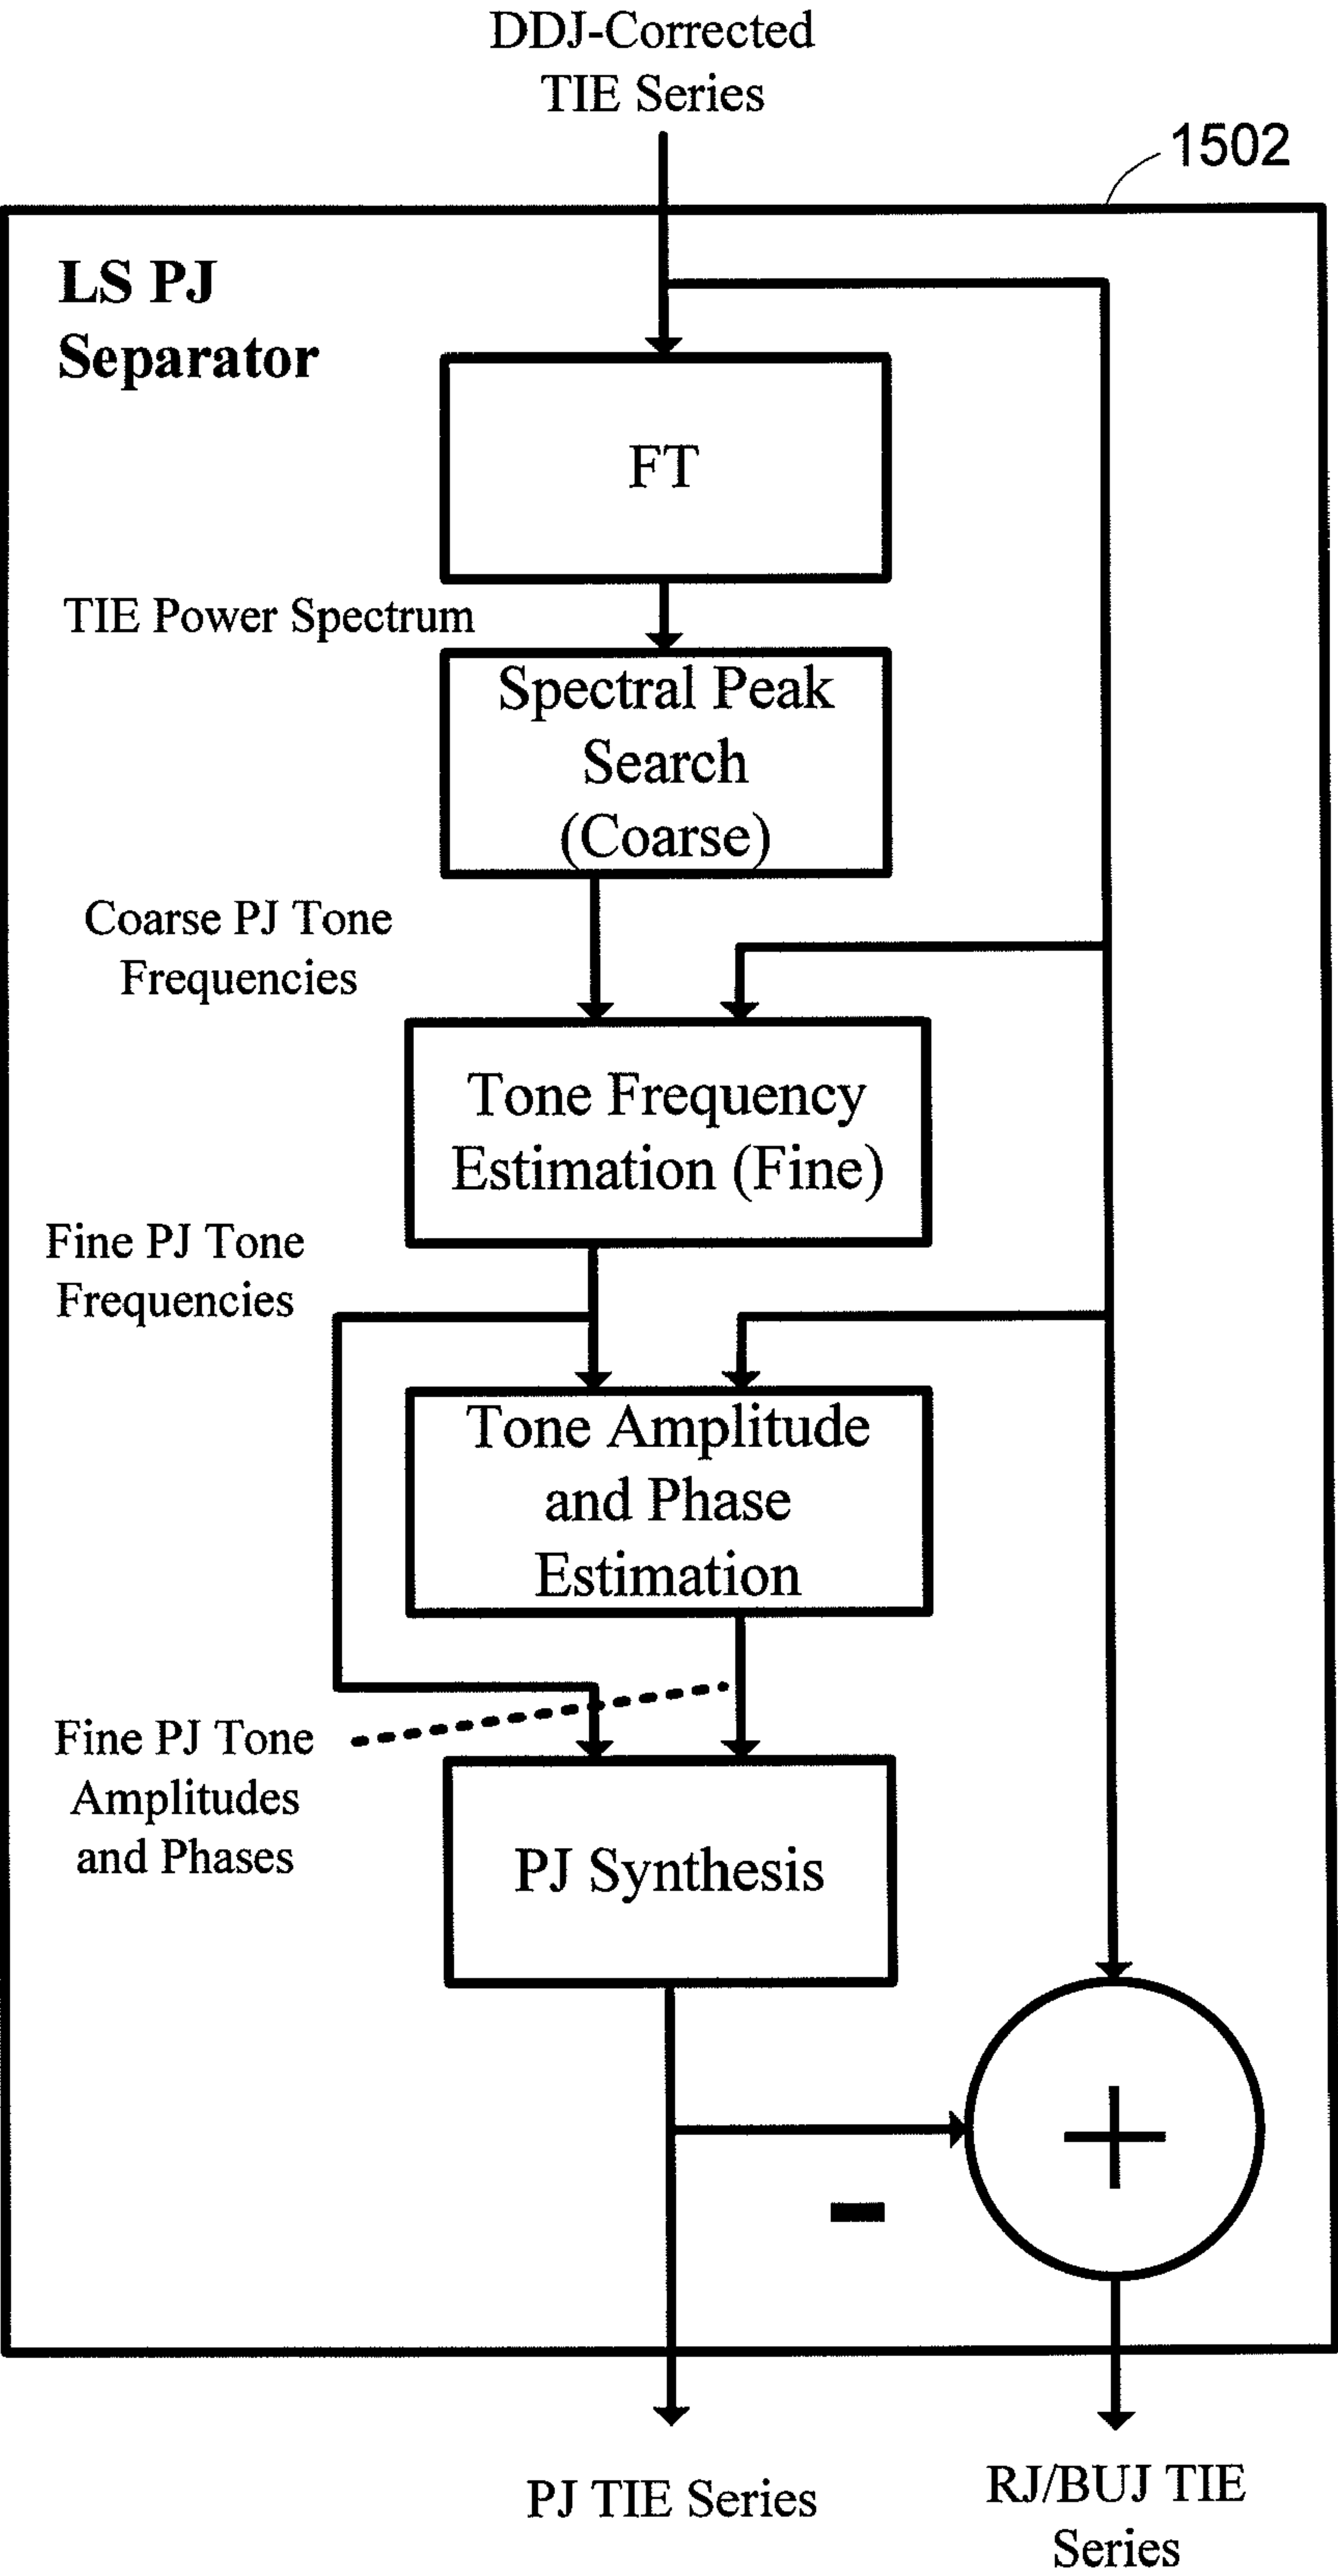 DDJ-Corrected
TIE Series
1502
LS PJ
Separator
FT
TIE Power Spectrum
Spectral Peak
Search
(Coarse)
Coarse PJ Tone
Frequencies
Tone Frequency
Estimation (Fine)
Fine PJ Tone
Frequencies
Tone Amplitude
and Phase
Estimation
Fine PJ Tone
Amplitudes
and Phases
PJ Synthesis
+
-
PJ TIE Series
RJ/BUJ TIE
Series